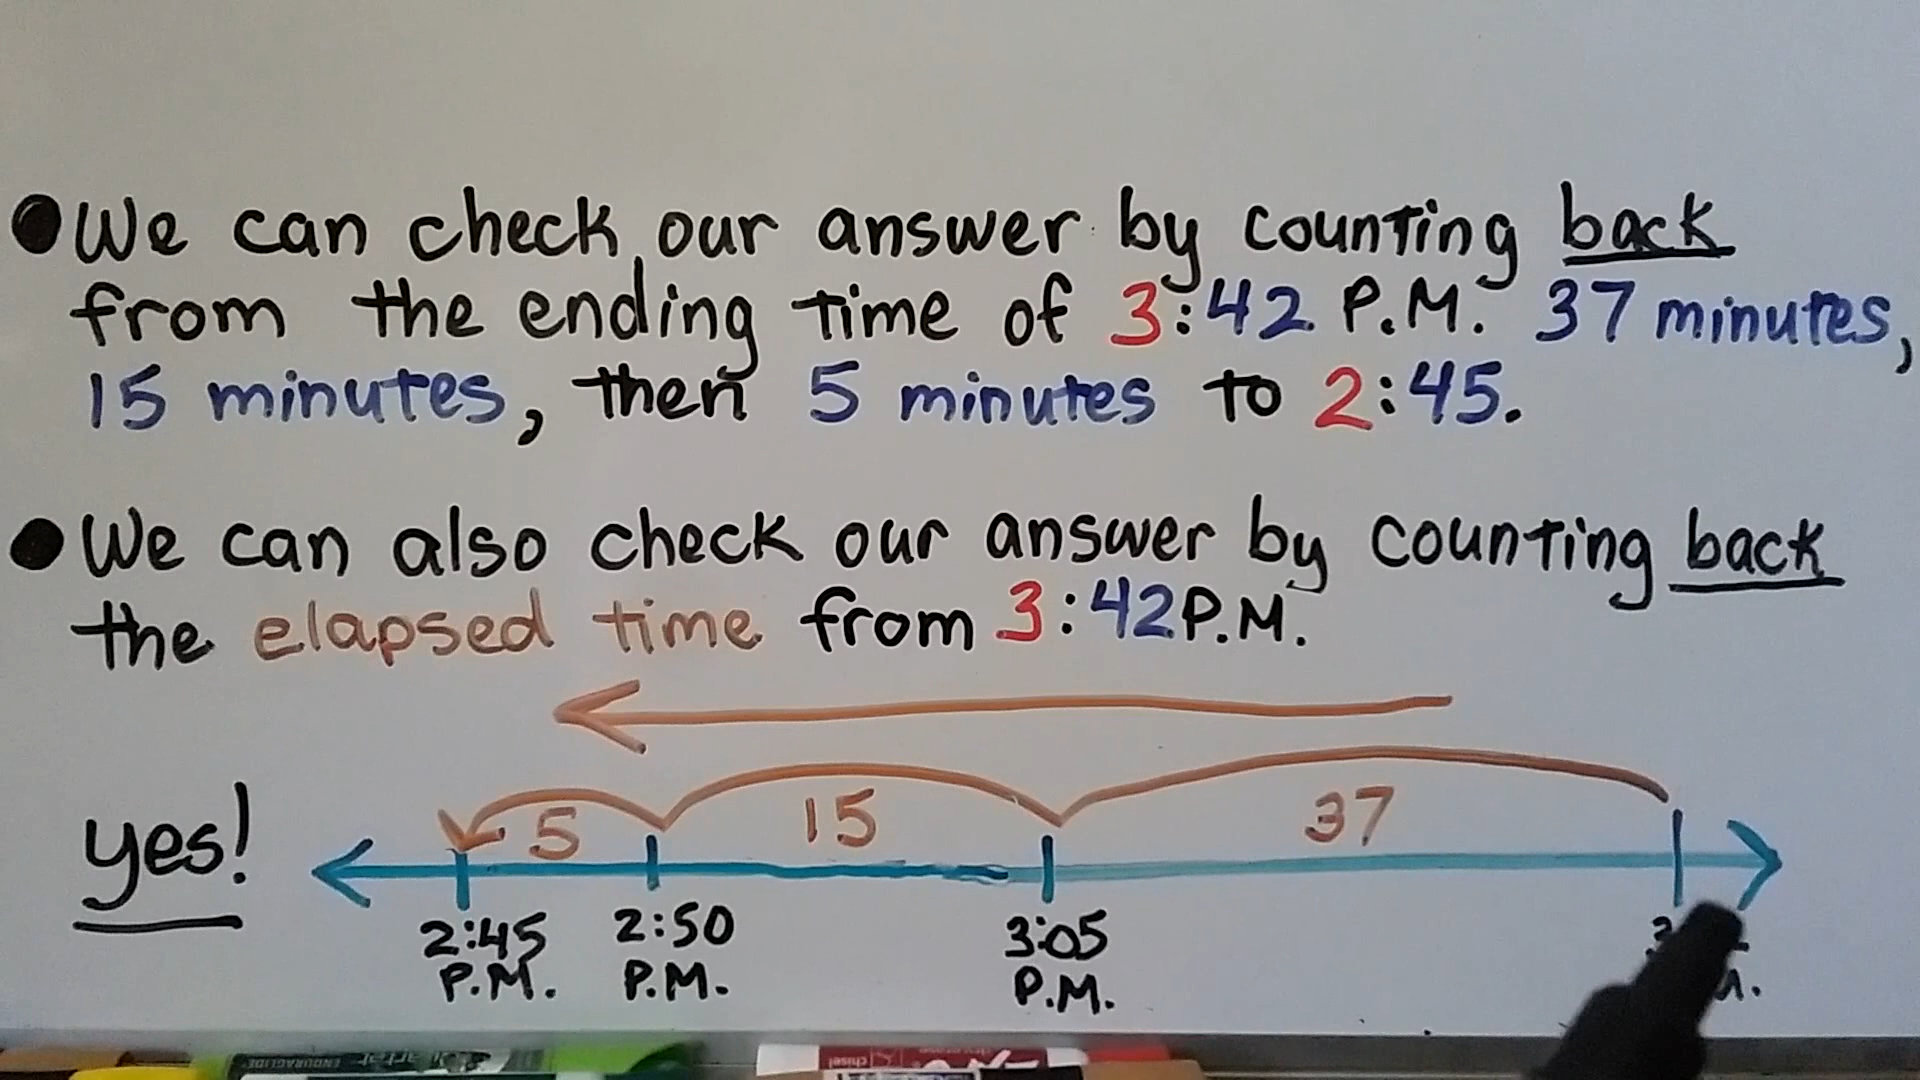 We can check our answer by counting back
from the ending time of 3:42 P.M. 37 minutes,
15 minutes, then 5 minutes to 2:45.
We can also check our answer by counting back
the elapsed time from 3:42 P.M.
yes!
5 15 37
2:45 P.M.
2:50 P.M.
3:05 P.M.
ENDURAGLIDE
chisel